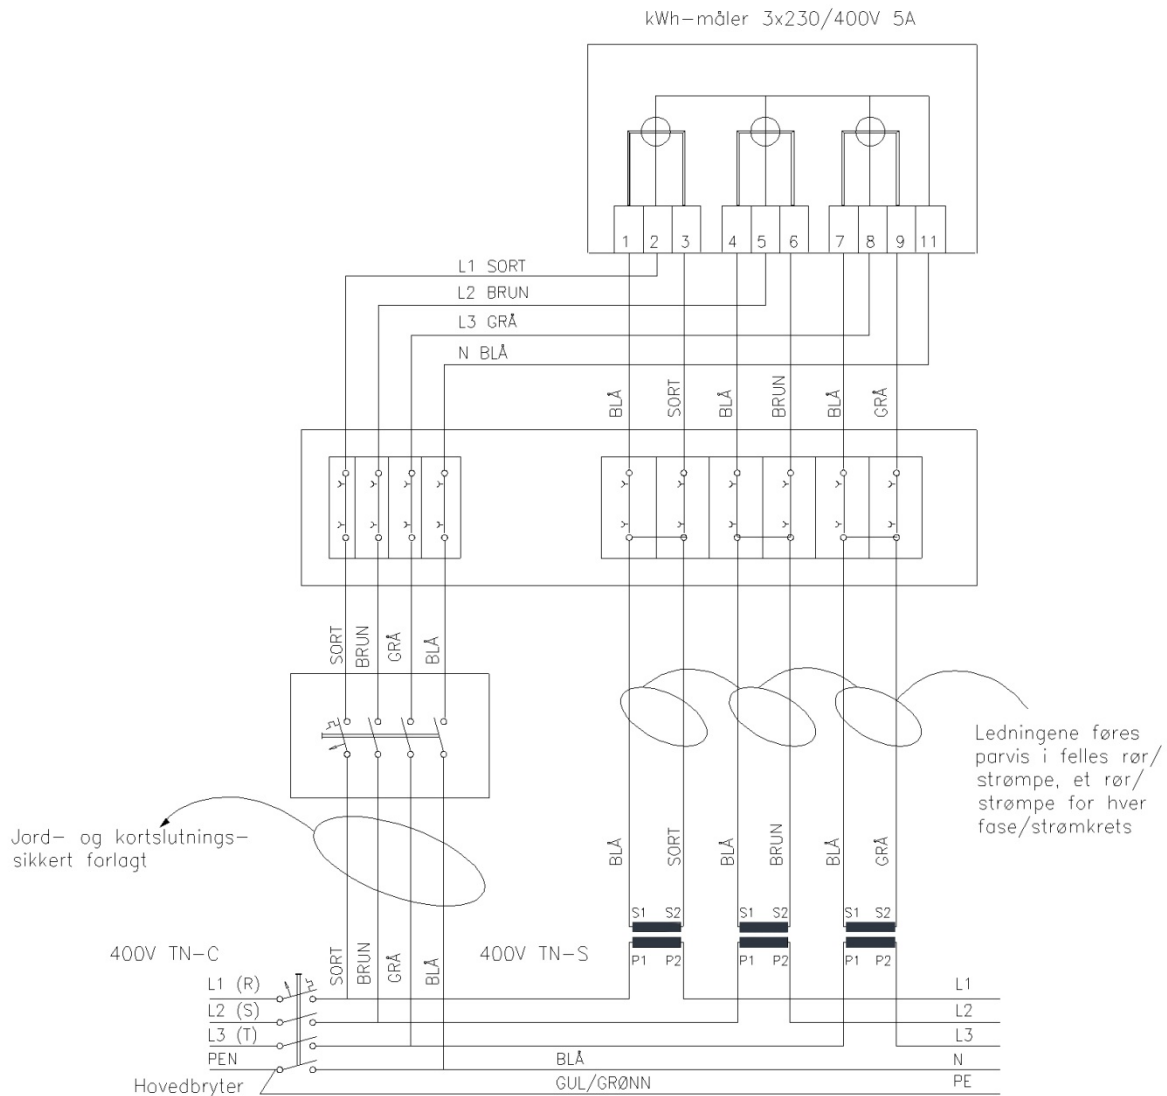 kWh-måler 3x230/400V 5A
1 2 3 4 5 6 7 8 9 11
L1 SORT
L2 BRUN
L3 GRÅ
N BLÅ
BLÅ SORT BLÅ BRUN BLÅ GRÅ
SORT BRUN GRÅ BLÅ
Ledningene føres
parvis i felles rør/
strømpe, et rør/
strømpe for hver
fase/strømkrets
Jord- og kortslutnings-
sikkert forlagt
BLÅ SORT BLÅ BRUN BLÅ GRÅ
S1 S2 S1 S2 S1 S2
P1 P2 P1 P2 P1 P2
400V TN-C
SORT BRUN GRÅ BLÅ
400V TN-S
L1 (R) L1
L2 (S) L2
L3 (T) L3
PEN BLÅ N
Hovedbryter GUL/GRØNN PE